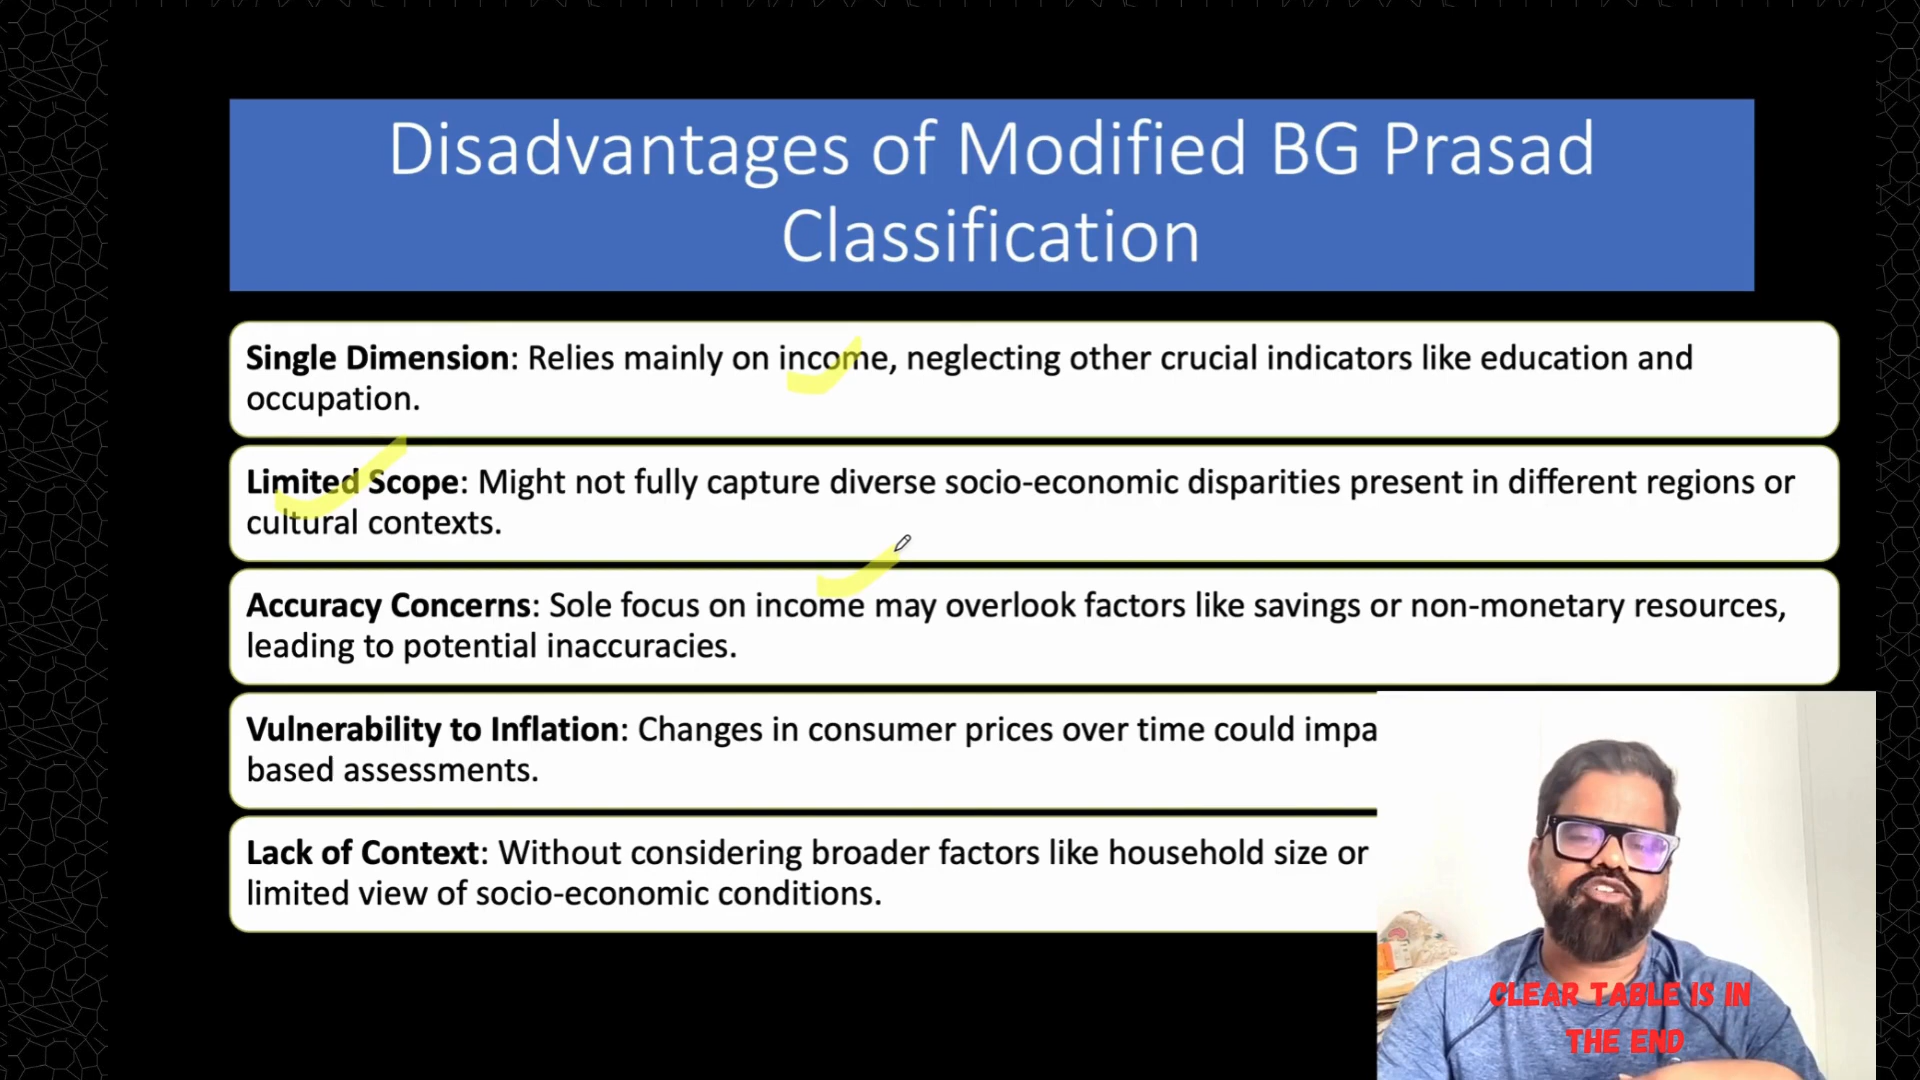 Disadvantages of Modified BG Prasad
Classification
Single Dimension: Relies mainly on income, neglecting other crucial indicators like education and
occupation.
Limited Scope: Might not fully capture diverse socio-economic disparities present in different regions or
cultural contexts.
Accuracy Concerns: Sole focus on income may overlook factors like savings or non-monetary resources,
leading to potential inaccuracies.
Vulnerability to Inflation: Changes in consumer prices over time could impa
based assessments.
Lack of Context: Without considering broader factors like household size or
limited view of socio-economic conditions.
CLEAR TABLE IS IN
THE END